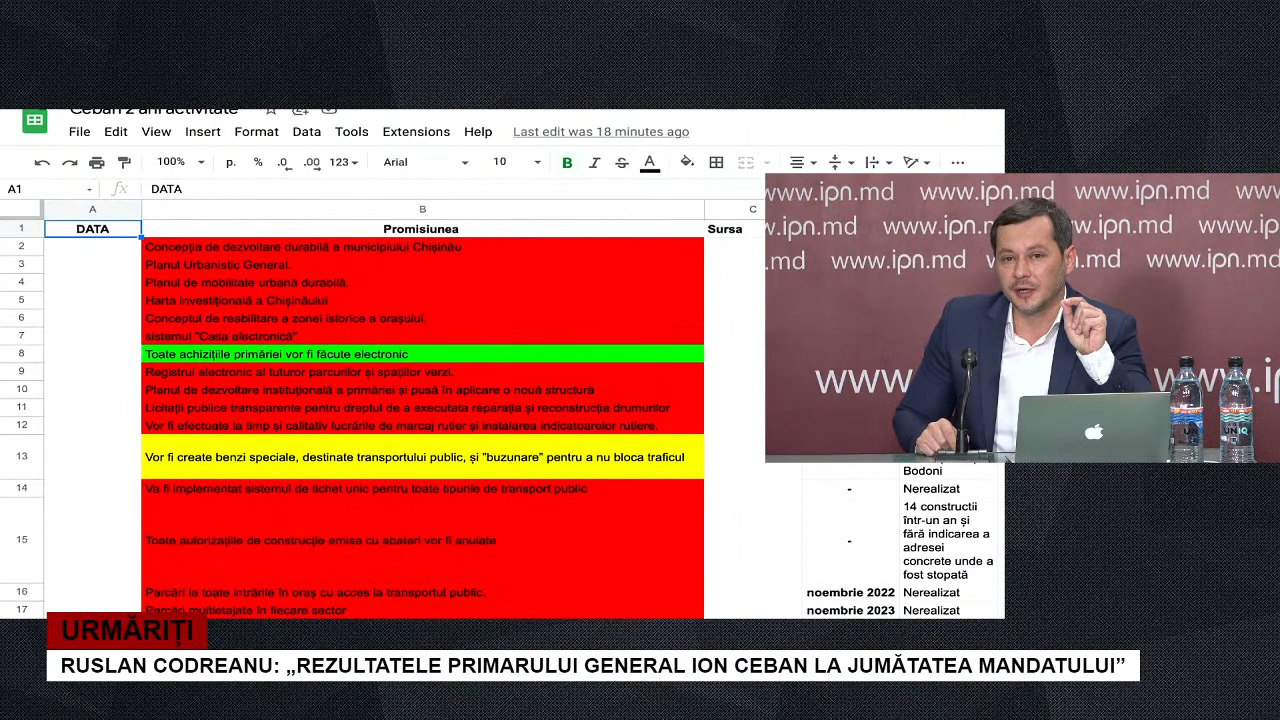 Ceban 2 ani activitate
File Edit View Insert Format Data Tools Extensions Help Last edit was 18 minutes ago
100% р. % .0 .00 123 Arial 10 B I S A
A1 fx DATA
A B C
1 DATA Promisiunea Sursa
2 Concepția de dezvoltare durabilă a municipiului Chișinău
3 Planul Urbanistic General.
4 Planul de mobilitate urbană durabilă.
5 Harta investițională a Chișinăului
6 Conceptul de reabilitare a zonei istorice a orașului.
7 sistemul "Casa electronică"
8 Toate achizițiile primăriei vor fi făcute electronic
9 Registrul electronic al tuturor parcurilor și spațiilor verzi.
10 Planul de dezvoltare instituțională a primăriei și pusă în aplicare o nouă structură
11 Licitații publice transparente pentru dreptul de a executata reparația și reconstrucția drumurilor
12 Vor fi efectuate la timp și calitativ lucrările de marcaj rutier și instalarea indicatoarelor rutiere.
13 Vor fi create benzi speciale, destinate transportului public, și "buzunare" pentru a nu bloca traficul
Bodoni
14 Va fi implementat sistemul de tichet unic pentru toate tipurile de transport public - Nerealizat
15 Toate autorizațiile de construcție emise cu abateri vor fi anulate -
14 constructii
într-un an și
fără indicarea a
adresei
concrete unde a
fost stopată
16 Parcări la toate intrările în oraș cu acces la transportul public. noembrie 2022 Nerealizat
17 Parcări multietajate în fiecare sector noembrie 2023 Nerealizat
www.ipn.md www.ipn.md www.ipn.md
w.ipn.md www.ipn.md
.md www.ipn.md www.ipn.md
www. www.i
UNIQ
URMĂRIȚI
RUSLAN CODREANU: „REZULTATELE PRIMARULUI GENERAL ION CEBAN LA JUMĂTATEA MANDATULUI”